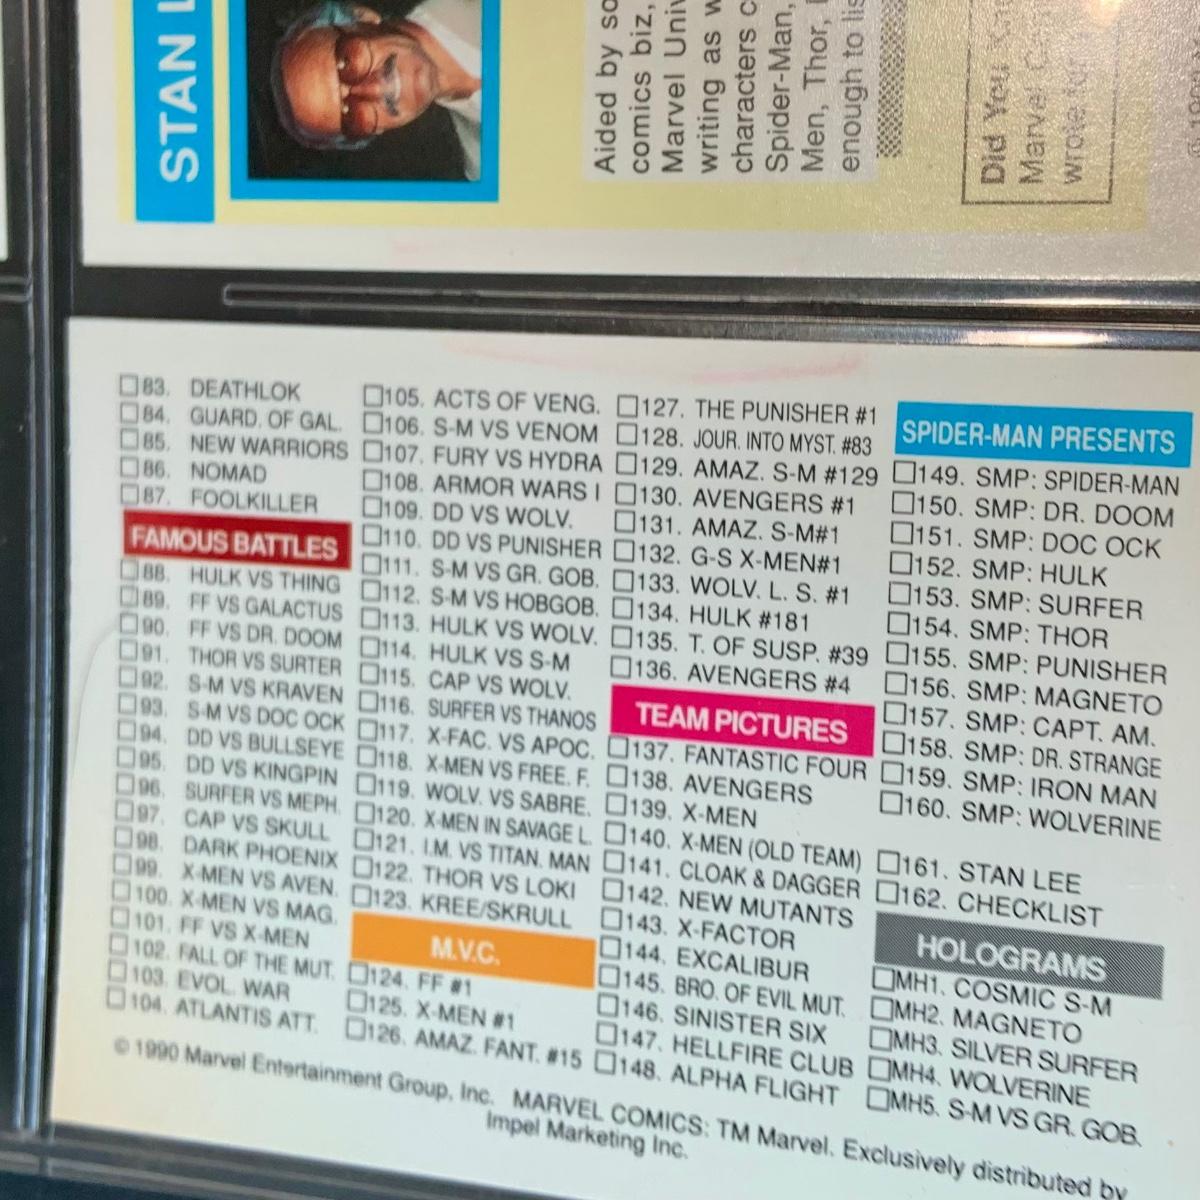 STAN L
Aided by so
comics biz,
Marvel Univ
writing as w
characters c
Spider-Man,
Men, Thor,
enough to lis
Did You
Marvel
wrote
83. DEATHLOK
84. GUARD. OF GAL.
85. NEW WARRIORS
86. NOMAD
87. FOOLKILLER
FAMOUS BATTLES
88. HULK VS THING
89. FF VS GALACTUS
90. FF VS DR. DOOM
91. THOR VS SURTER
92. S-M VS KRAVEN
93. S-M VS DOC OCK
94. DD VS BULLSEYE
95. DD VS KINGPIN
96. SURFER VS MEPH.
97. CAP VS SKULL
98. DARK PHOENIX
99. X-MEN VS AVEN.
100. X-MEN VS MAG.
101. FF VS X-MEN
102. FALL OF THE MUT.
103. EVOL. WAR
104. ATLANTIS ATT.
105. ACTS OF VENG.
106. S-M VS VENOM
107. FURY VS HYDRA
108. ARMOR WARS I
109. DD VS WOLV.
110. DD VS PUNISHER
111. S-M VS GR. GOB.
112. S-M VS HOBGOB.
113. HULK VS WOLV.
114. HULK VS S-M
115. CAP VS WOLV.
116. SURFER VS THANOS
117. X-FAC. VS APOC.
118. X-MEN VS FREE. F.
119. WOLV. VS SABRE.
120. X-MEN IN SAVAGE L.
121. I.M. VS TITAN. MAN
122. THOR VS LOKI
123. KREE/SKRULL
M.V.C.
124. FF #1
125. X-MEN #1
126. AMAZ. FANT. #15
127. THE PUNISHER #1
128. JOUR. INTO MYST. #83
129. AMAZ. S-M #129
130. AVENGERS #1
131. AMAZ. S-M#1
132. G-S X-MEN#1
133. WOLV. L. S. #1
134. HULK #181
135. T. OF SUSP. #39
136. AVENGERS #4
TEAM PICTURES
137. FANTASTIC FOUR
138. AVENGERS
139. X-MEN
140. X-MEN (OLD TEAM)
141. CLOAK & DAGGER
142. NEW MUTANTS
143. X-FACTOR
144. EXCALIBUR
145. BRO. OF EVIL MUT.
146. SINISTER SIX
147. HELLFIRE CLUB
148. ALPHA FLIGHT
SPIDER-MAN PRESENTS
149. SMP: SPIDER-MAN
150. SMP: DR. DOOM
151. SMP: DOC OCK
152. SMP: HULK
153. SMP: SURFER
154. SMP: THOR
155. SMP: PUNISHER
156. SMP: MAGNETO
157. SMP: CAPT. AM.
158. SMP: DR. STRANGE
159. SMP: IRON MAN
160. SMP: WOLVERINE
161. STAN LEE
162. CHECKLIST
HOLOGRAMS
MH1. COSMIC S-M
MH2. MAGNETO
MH3. SILVER SURFER
MH4. WOLVERINE
MH5. S-M VS GR. GOB.
© 1990 Marvel Entertainment Group, Inc. MARVEL COMICS: TM Marvel. Exclusively distributed by
Impel Marketing Inc.